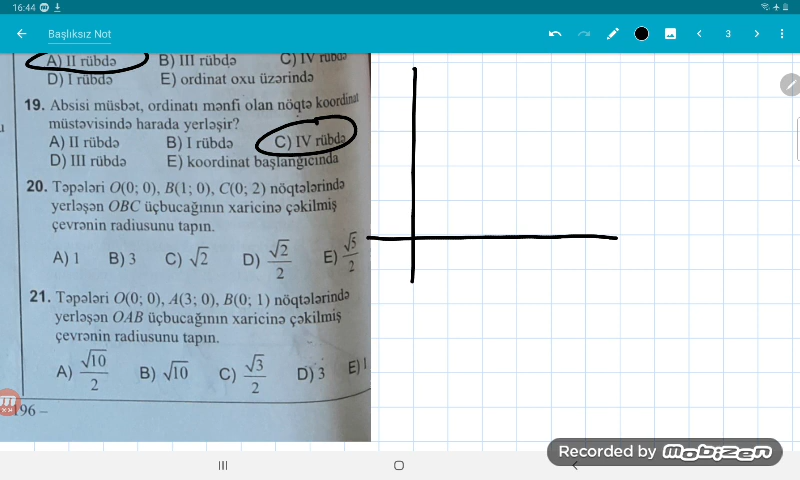 16:44
Başlıksız Not
3
A) II rübdə B) III rübdə C) IV rübdə
D) I rübdə E) ordinat oxu üzərində
19. Absisi müsbət, ordinatı mənfi olan nöqtə koordinat
müstəvisində harada yerləşir?
A) II rübdə B) I rübdə C) IV rübdə
D) III rübdə E) koordinat başlanğıcında
20. Təpələri O(0; 0), B(1; 0), C(0; 2) nöqtələrində
yerləşən OBC üçbucağının xaricinə çəkilmiş
çevrənin radiusunu tapın.
A) 1 B) 3 C) √2 D) √2/2 E) √5/2
21. Təpələri O(0; 0), A(3; 0), B(0; 1) nöqtələrində
yerləşən OAB üçbucağının xaricinə çəkilmiş
çevrənin radiusunu tapın.
A) √10/2 B) √10 C) √3/2 D) 3 E) 1
196 –
Recorded by mobizen